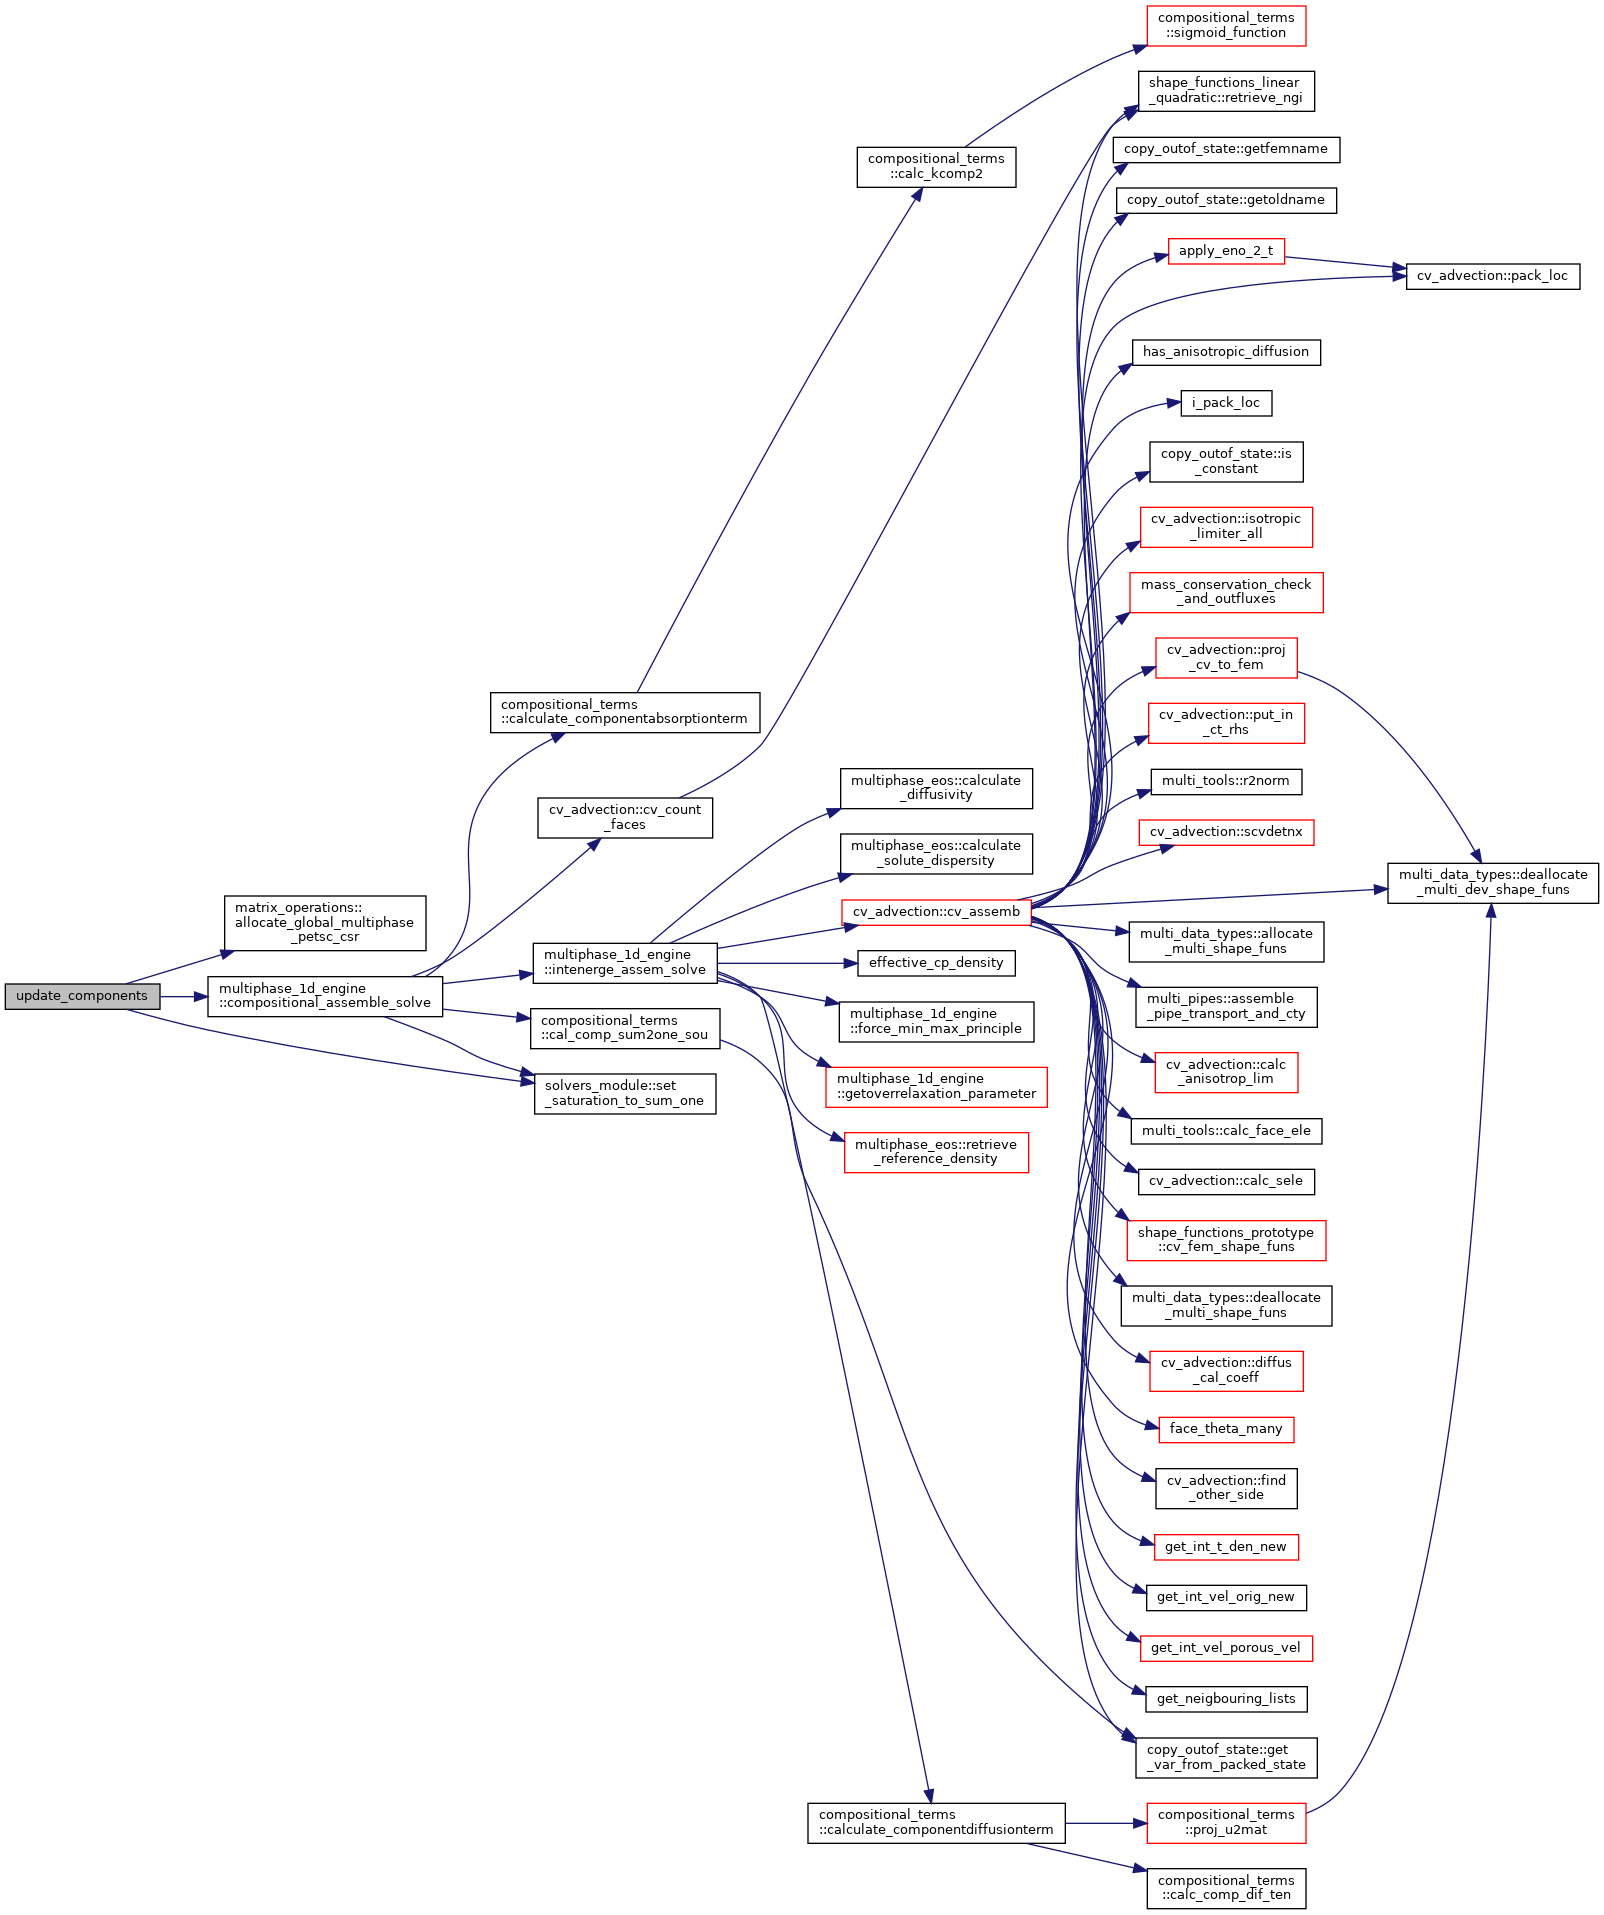 update_components
matrix_operations::
allocate_global_multiphase
_petsc_csr
multiphase_1d_engine
::compositional_assemble_solve
compositional_terms
::calculate_componentabsorptionterm
cv_advection::cv_count
_faces
multiphase_1d_engine
::intenerge_assem_solve
compositional_terms
::cal_comp_sum2one_sou
solvers_module::set
_saturation_to_sum_one
compositional_terms
::calc_kcomp2
multiphase_eos::calculate
_diffusivity
multiphase_eos::calculate
_solute_dispersity
cv_advection::cv_assemb
effective_cp_density
multiphase_1d_engine
::force_min_max_principle
multiphase_1d_engine
::getoverrelaxation_parameter
multiphase_eos::retrieve
_reference_density
compositional_terms
::calculate_componentdiffusionterm
compositional_terms
::sigmoid_function
shape_functions_linear
_quadratic::retrieve_ngi
copy_outof_state::getfemname
copy_outof_state::getoldname
apply_eno_2_t
has_anisotropic_diffusion
i_pack_loc
copy_outof_state::is
_constant
cv_advection::isotropic
_limiter_all
mass_conservation_check
_and_outfluxes
cv_advection::proj
_cv_to_fem
cv_advection::put_in
_ct_rhs
multi_tools::r2norm
cv_advection::scvdetnx
multi_data_types::allocate
_multi_shape_funs
multi_pipes::assemble
_pipe_transport_and_cty
cv_advection::calc
_anisotrop_lim
multi_tools::calc_face_ele
cv_advection::calc_sele
shape_functions_prototype
::cv_fem_shape_funs
multi_data_types::deallocate
_multi_shape_funs
cv_advection::diffus
_cal_coeff
face_theta_many
cv_advection::find
_other_side
get_int_t_den_new
get_int_vel_orig_new
get_int_vel_porous_vel
get_neigbouring_lists
copy_outof_state::get
_var_from_packed_state
compositional_terms
::proj_u2mat
compositional_terms
::calc_comp_dif_ten
cv_advection::pack_loc
multi_data_types::deallocate
_multi_dev_shape_funs